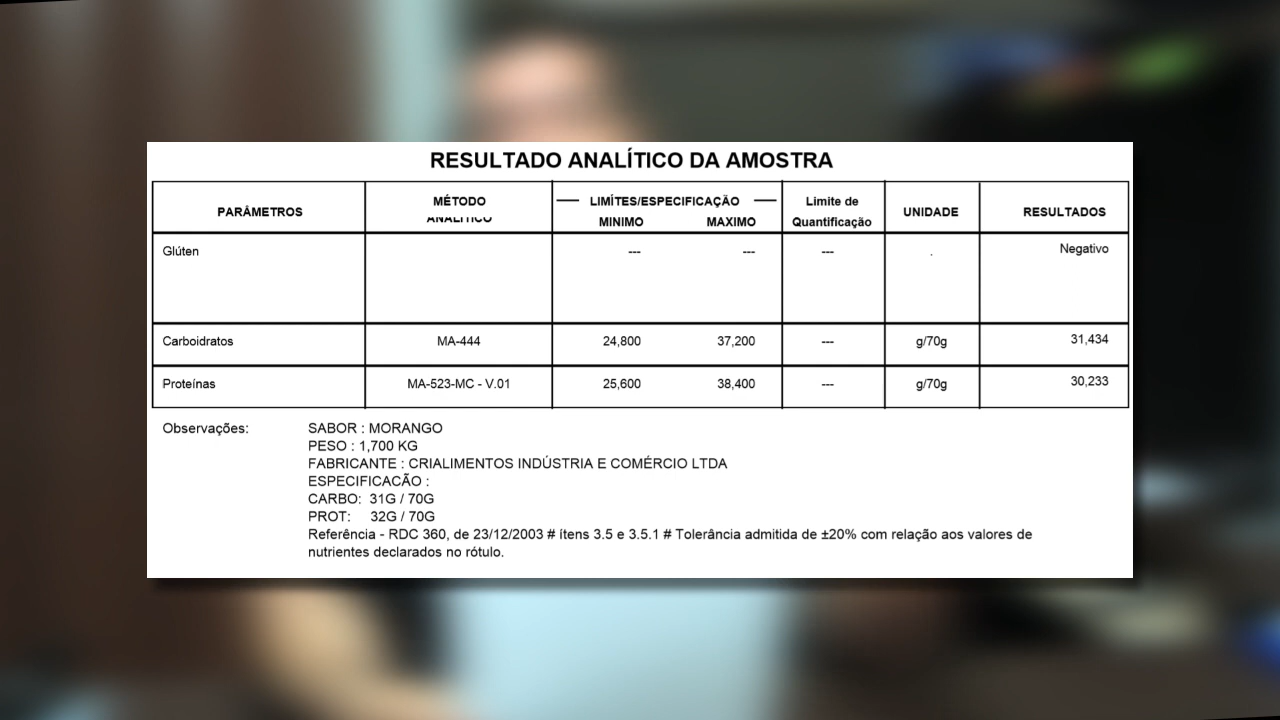 RESULTADO ANALÍTICO DA AMOSTRA
PARÂMETROS MÉTODO ANALÍTICO LIMÍTES/ESPECIFICAÇÃO MINIMO MAXIMO Limite de Quantificação UNIDADE RESULTADOS
Glúten --- --- --- . Negativo
Carboidratos MA-444 24,800 37,200 --- g/70g 31,434
Proteínas MA-523-MC - V.01 25,600 38,400 --- g/70g 30,233
Observações: SABOR : MORANGO
PESO : 1,700 KG
FABRICANTE : CRIALIMENTOS INDÚSTRIA E COMÉRCIO LTDA
ESPECIFICACÃO :
CARBO: 31G / 70G
PROT: 32G / 70G
Referência - RDC 360, de 23/12/2003 # ítens 3.5 e 3.5.1 # Tolerância admitida de ±20% com relação aos valores de
nutrientes declarados no rótulo.